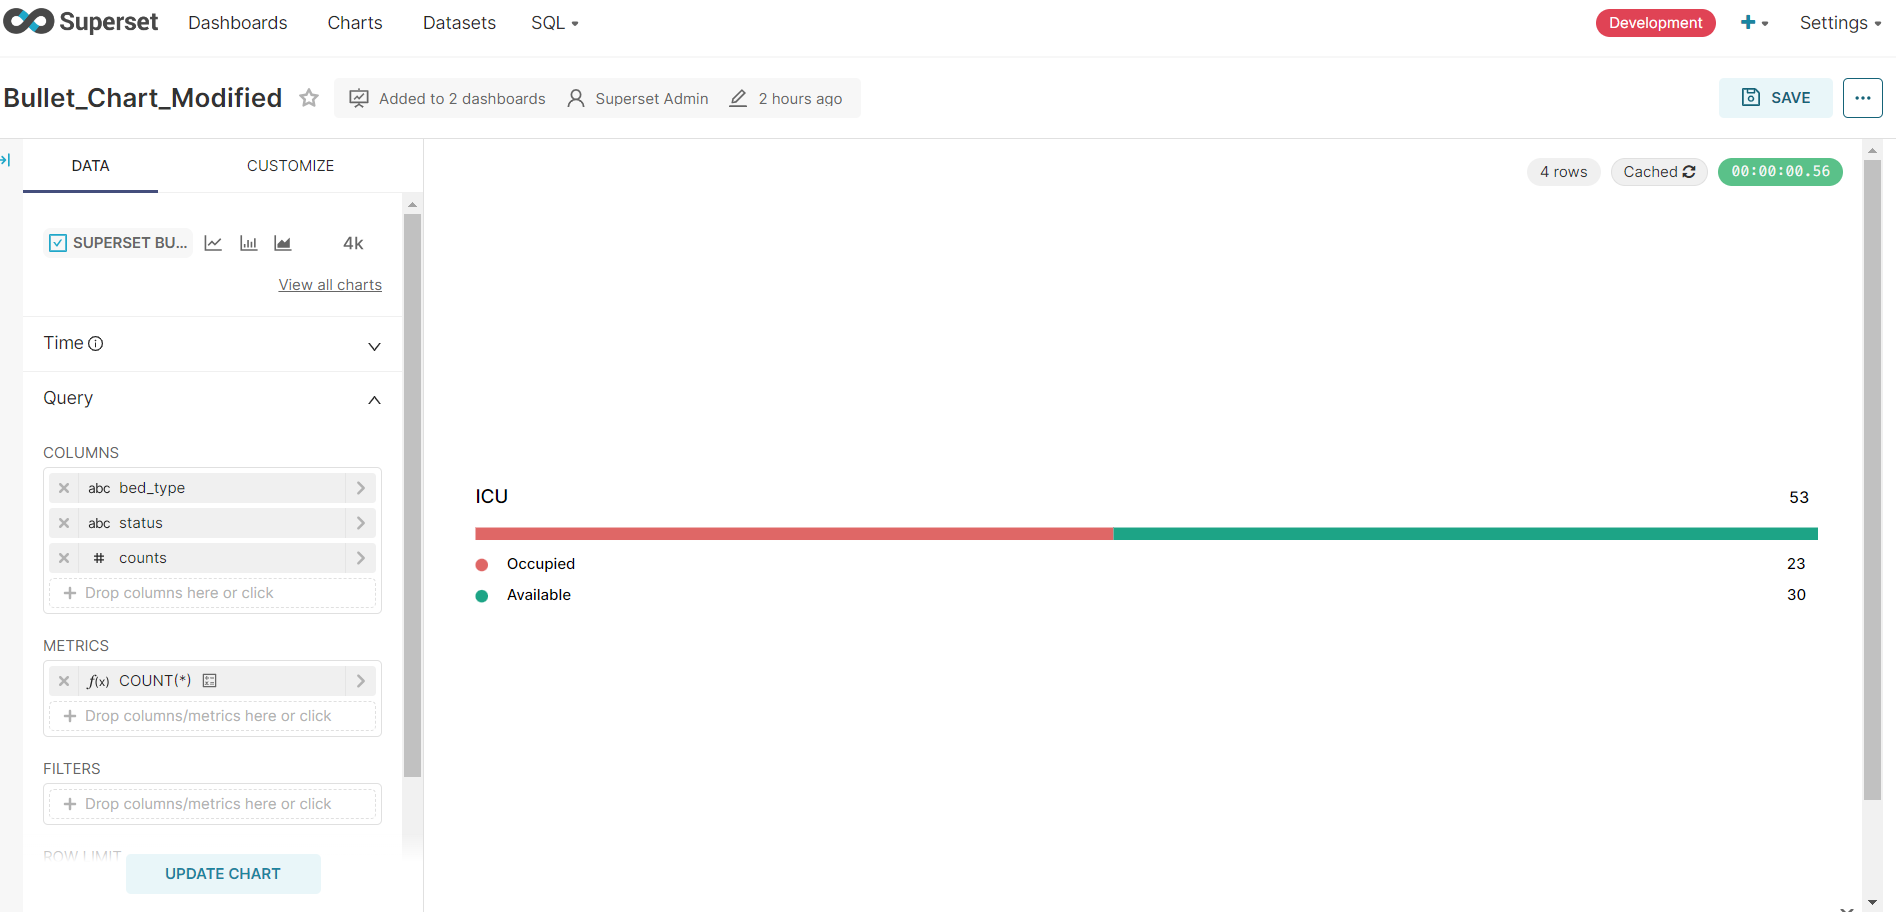 Superset Dashboards Charts Datasets SQL Development Settings
Bullet_Chart_Modified Added to 2 dashboards Superset Admin 2 hours ago SAVE
DATA CUSTOMIZE
4 rows Cached 00:00:00.56
SUPERSET BU... 4k
View all charts
Time
Query
COLUMNS
abc bed_type
abc status
# counts
+ Drop columns here or click
METRICS
f(x) COUNT(*)
+ Drop columns/metrics here or click
FILTERS
+ Drop columns/metrics here or click
ROW LIMIT
UPDATE CHART
ICU 53
Occupied 23
Available 30